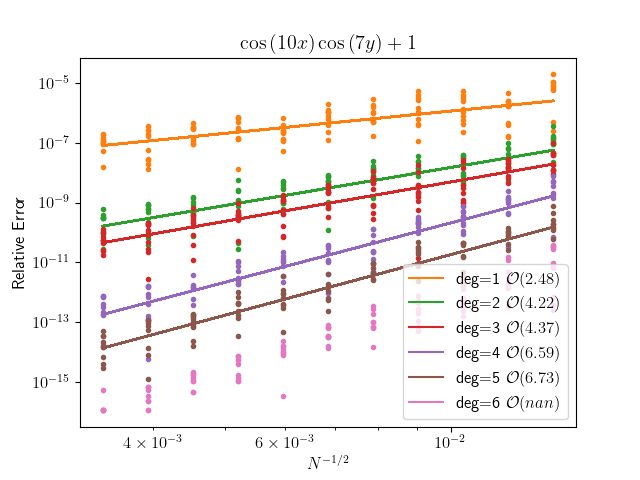 cos (10x) cos (7y) + 1
Relative Error
10⁻⁵
10⁻⁷
10⁻⁹
10⁻¹¹
10⁻¹³
10⁻¹⁵
deg=1 𝒪(2.48)
deg=2 𝒪(4.22)
deg=3 𝒪(4.37)
deg=4 𝒪(6.59)
deg=5 𝒪(6.73)
deg=6 𝒪(nan)
4 × 10⁻³ 6 × 10⁻³ 10⁻²
N⁻¹ᐟ²